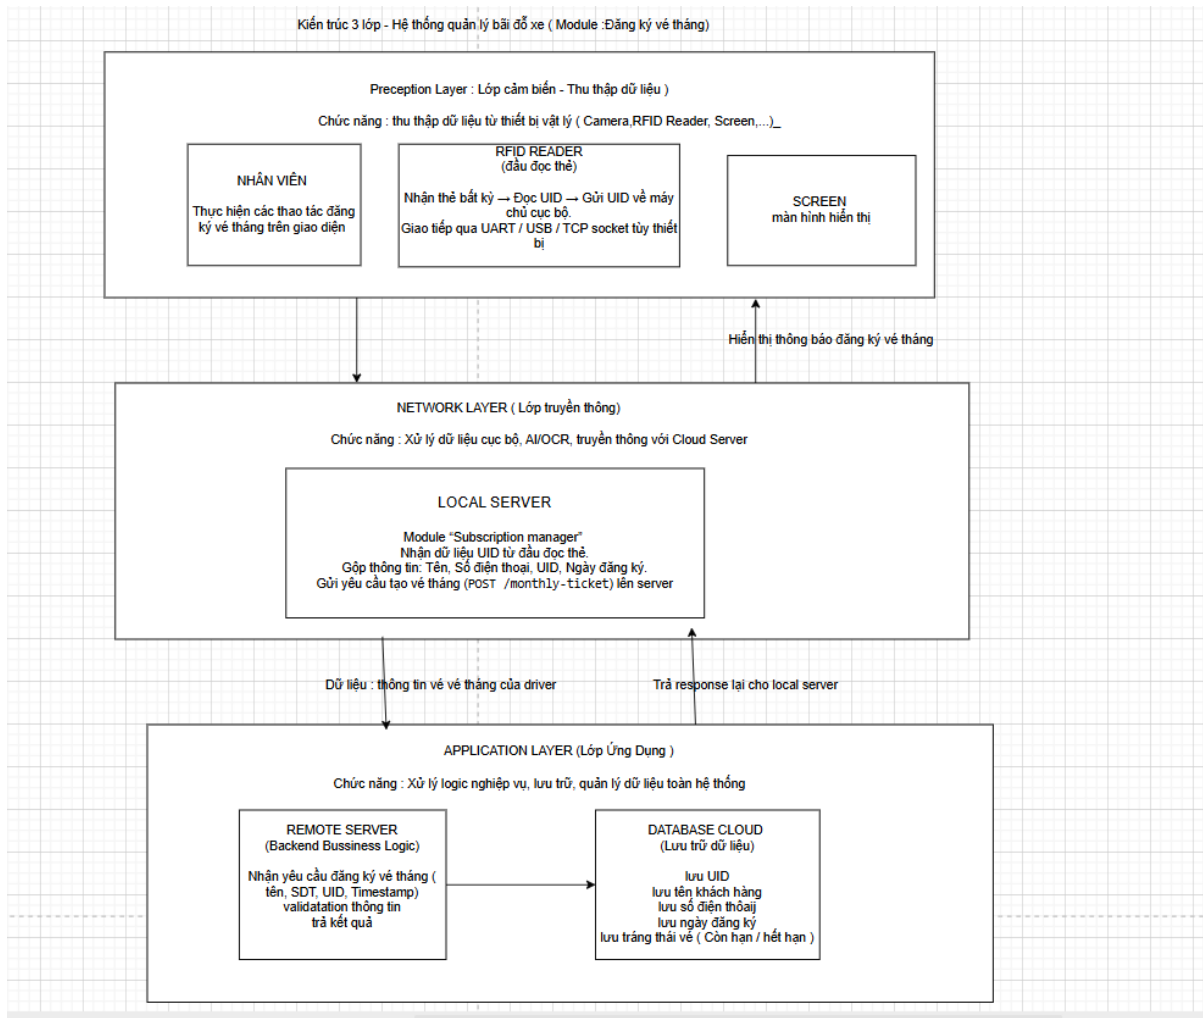 Kiến trúc 3 lớp - Hệ thống quản lý bãi đỗ xe ( Module :Đăng ký vé tháng)
Preception Layer : Lớp cảm biến - Thu thập dữ liệu )
Chức năng : thu thập dữ liệu từ thiết bị vật lý ( Camera,RFID Reader, Screen,...)_
NHÂN VIÊN
Thực hiện các thao tác đăng
ký vé tháng trên giao diện
RFID READER
(đầu đọc thẻ)
Nhận thẻ bất kỳ → Đọc UID → Gửi UID về máy
chủ cục bộ.
Giao tiếp qua UART / USB / TCP socket tùy thiết
bị
SCREEN
màn hình hiển thị
Hiển thị thông báo đăng ký vé tháng
NETWORK LAYER ( Lớp truyền thông)
Chức năng : Xử lý dữ liệu cục bộ, AI/OCR, truyền thông với Cloud Server
LOCAL SERVER
Module “Subscription manager”
Nhận dữ liệu UID từ đầu đọc thẻ.
Gộp thông tin: Tên, Số điện thoại, UID, Ngày đăng ký.
Gửi yêu cầu tạo vé tháng (POST /monthly-ticket) lên server
Dữ liệu : thông tin vé vé tháng của driver
Trả response lại cho local server
APPLICATION LAYER (Lớp Ứng Dụng )
Chức năng : Xử lý logic nghiệp vụ, lưu trữ, quản lý dữ liệu toàn hệ thống
REMOTE SERVER
(Backend Bussiness Logic)
Nhận yêu cầu đăng ký vé tháng (
tên, SDT, UID, Timestamp)
validatation thông tin
trả kết quả
DATABASE CLOUD
(Lưu trữ dữ liệu)
lưu UID
lưu tên khách hàng
lưu số điện thôaij
lưu ngày đăng ký
lưu tráng thái vé ( Còn hạn / hết hạn )